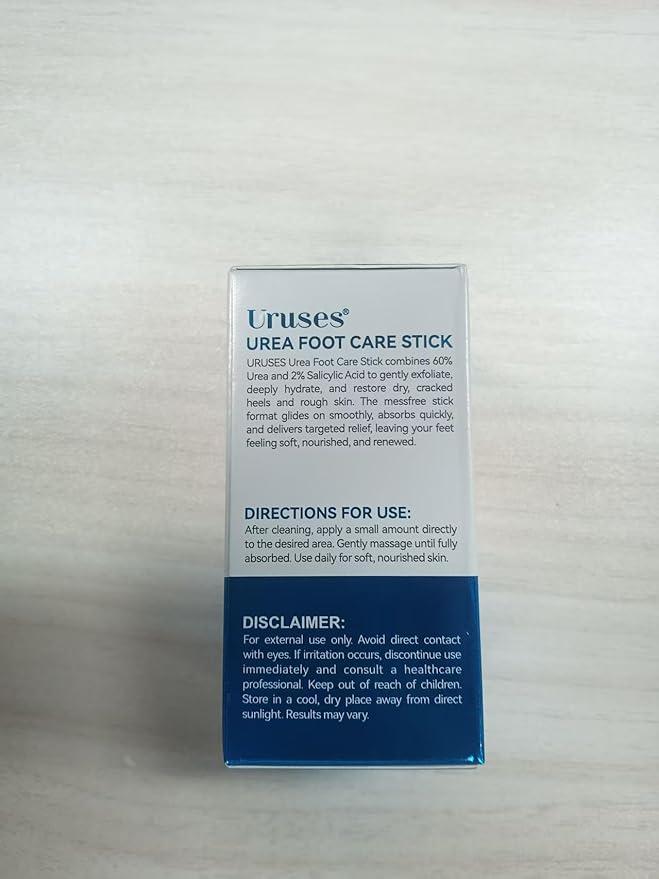 Uruses®
UREA FOOT CARE STICK
URUSES Urea Foot Care Stick combines 60%
Urea and 2% Salicylic Acid to gently exfoliate,
deeply hydrate, and restore dry, cracked
heels and rough skin. The messfree stick
format glides on smoothly, absorbs quickly,
and delivers targeted relief, leaving your feet
feeling soft, nourished, and renewed.
DIRECTIONS FOR USE:
After cleaning, apply a small amount directly
to the desired area. Gently massage until fully
absorbed. Use daily for soft, nourished skin.
DISCLAIMER:
For external use only. Avoid direct contact
with eyes. If irritation occurs, discontinue use
immediately and consult a healthcare
professional. Keep out of reach of children.
Store in a cool, dry place away from direct
sunlight. Results may vary.